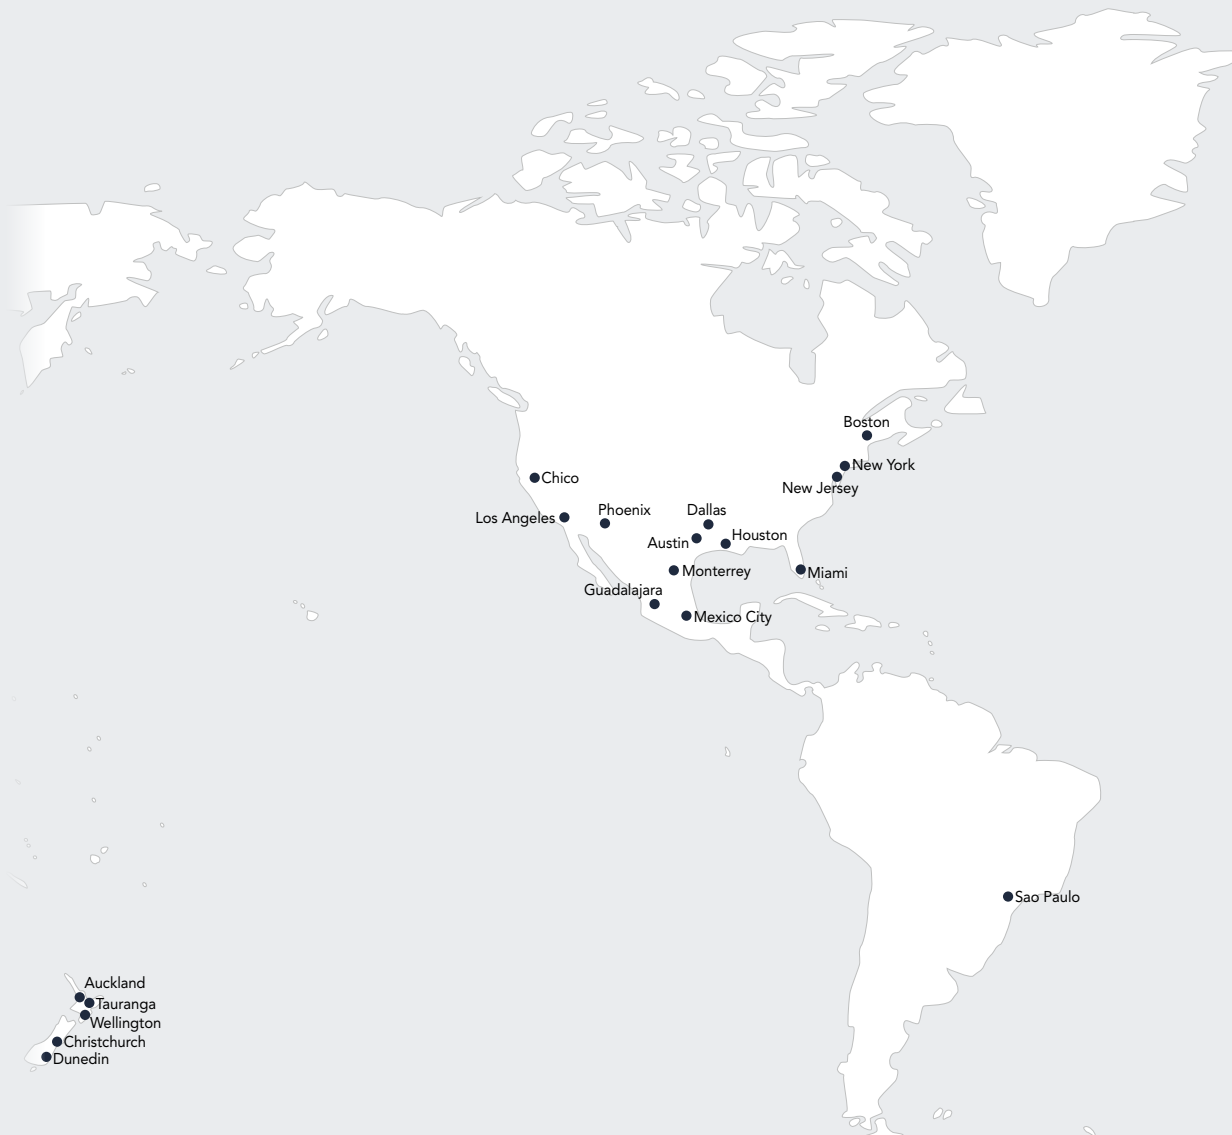 Boston
New York
New Jersey
Chico
Phoenix
Dallas
Los Angeles
Houston
Austin
Monterrey
Miami
Guadalajara
Mexico City
Sao Paulo
Auckland
Tauranga
Wellington
Christchurch
Dunedin